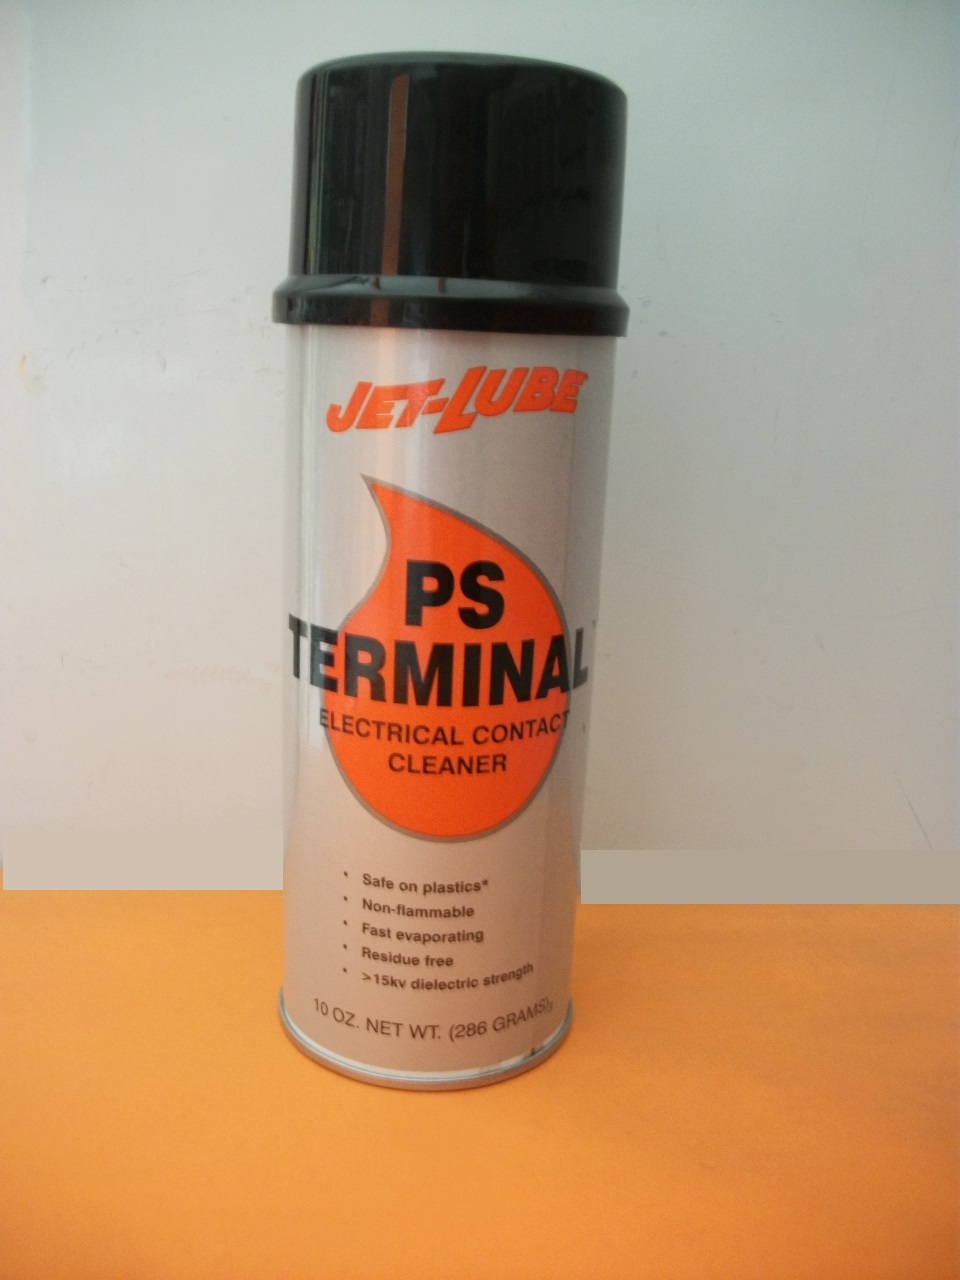 JET-LUBE
PS
TERMINAL
ELECTRICAL CONTACT
CLEANER
• Safe on plastics*
• Non-flammable
• Fast evaporating
• Residue free
• >15kv dielectric strength
10 OZ. NET WT. (286 GRAMS)